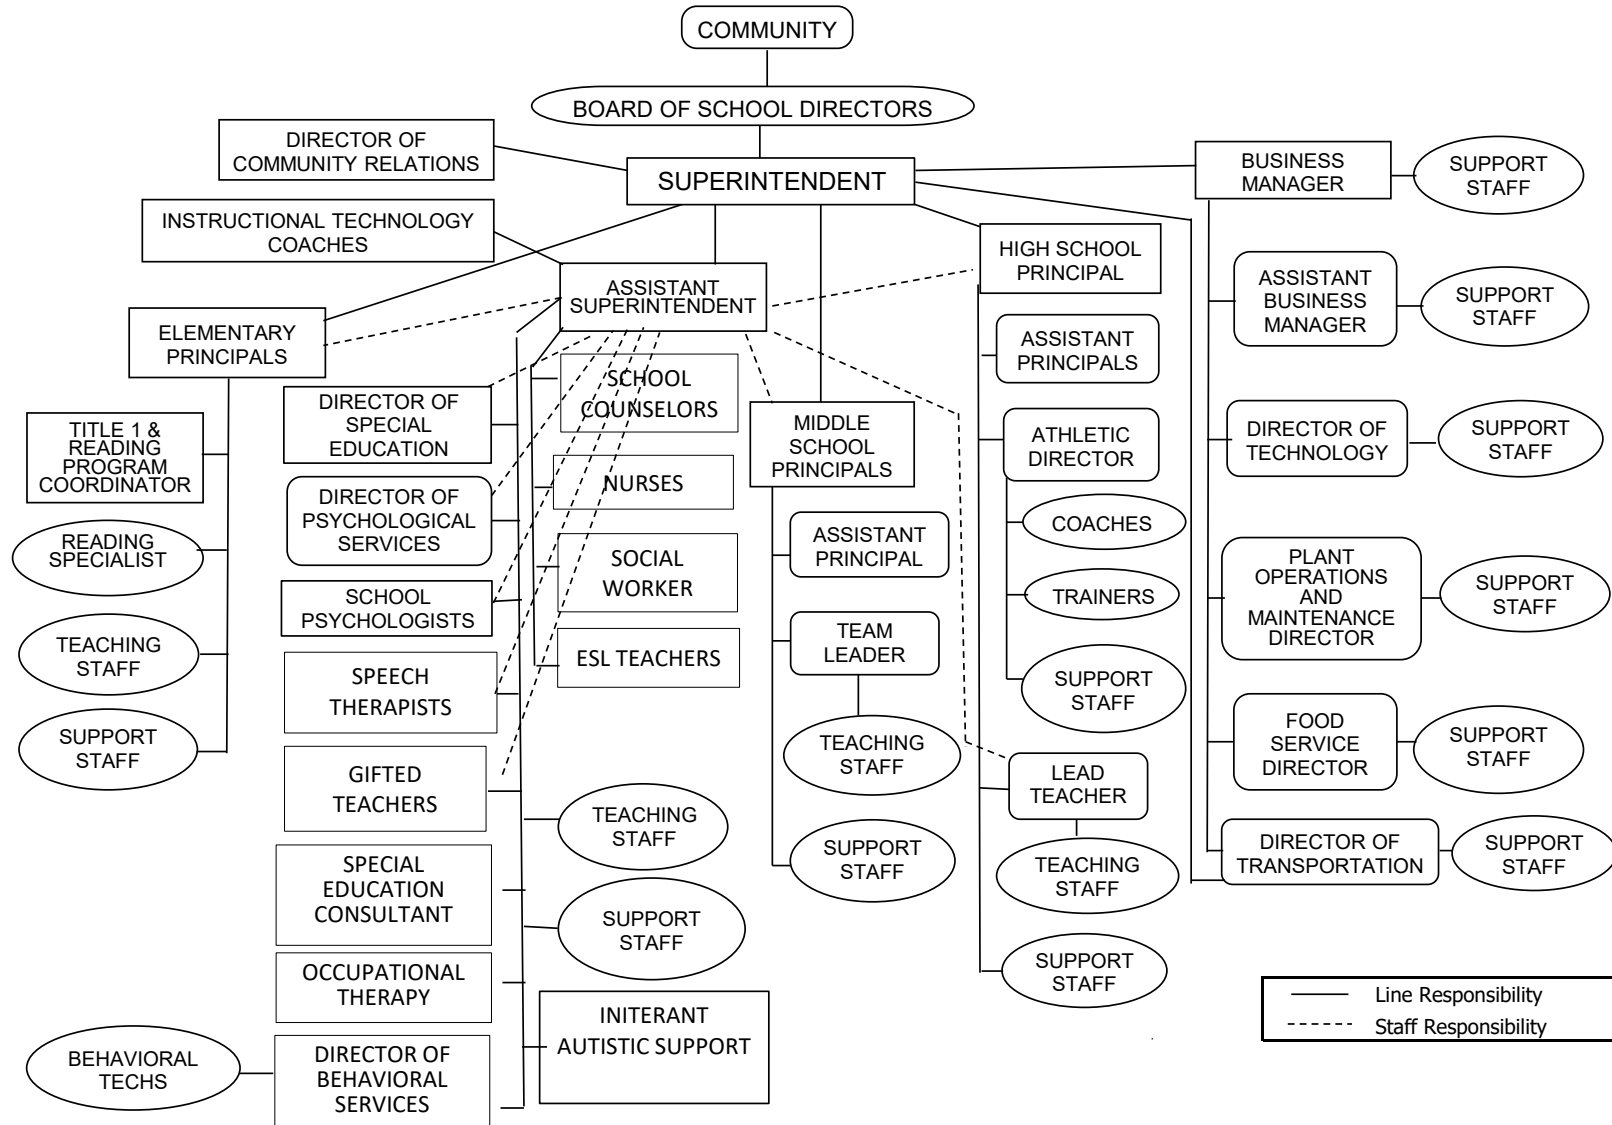 COMMUNITY
BOARD OF SCHOOL DIRECTORS
DIRECTOR OF
COMMUNITY RELATIONS
SUPERINTENDENT
BUSINESS
MANAGER
SUPPORT
STAFF
INSTRUCTIONAL TECHNOLOGY
COACHES
HIGH SCHOOL
PRINCIPAL
ASSISTANT
SUPERINTENDENT
ASSISTANT
BUSINESS
MANAGER
SUPPORT
STAFF
ELEMENTARY
PRINCIPALS
ASSISTANT
PRINCIPALS
SCHOOL
COUNSELORS
DIRECTOR OF
SPECIAL
EDUCATION
MIDDLE
SCHOOL
PRINCIPALS
ATHLETIC
DIRECTOR
DIRECTOR OF
TECHNOLOGY
SUPPORT
STAFF
TITLE 1 &
READING
PROGRAM
COORDINATOR
NURSES
DIRECTOR OF
PSYCHOLOGICAL
SERVICES
COACHES
READING
SPECIALIST
ASSISTANT
PRINCIPAL
SOCIAL
WORKER
PLANT
OPERATIONS
AND
MAINTENANCE
DIRECTOR
SUPPORT
STAFF
SCHOOL
PSYCHOLOGISTS
TRAINERS
TEACHING
STAFF
TEAM
LEADER
ESL TEACHERS
SPEECH
THERAPISTS
SUPPORT
STAFF
SUPPORT
STAFF
TEACHING
STAFF
FOOD
SERVICE
DIRECTOR
SUPPORT
STAFF
GIFTED
TEACHERS
LEAD
TEACHER
TEACHING
STAFF
SUPPORT
STAFF
DIRECTOR OF
TRANSPORTATION
SUPPORT
STAFF
SPECIAL
EDUCATION
CONSULTANT
TEACHING
STAFF
SUPPORT
STAFF
SUPPORT
STAFF
OCCUPATIONAL
THERAPY
INITERANT
AUTISTIC SUPPORT
Line Responsibility
Staff Responsibility
BEHAVIORAL
TECHS
DIRECTOR OF
BEHAVIORAL
SERVICES